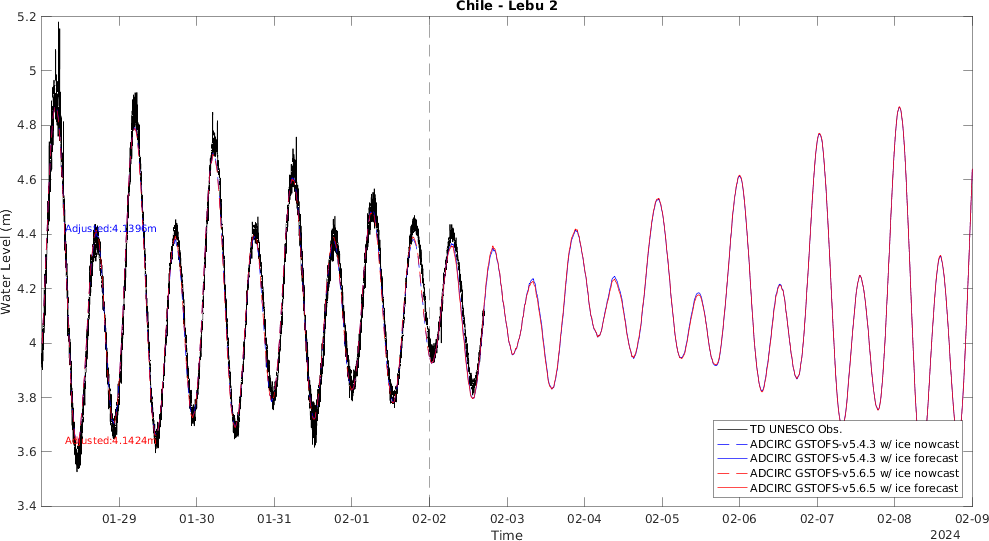 Chile - Lebu 2
Water Level (m)
5.2
5
4.8
4.6
4.4
4.2
4
3.8
3.6
3.4
Adjusted:4.1396m
Adjusted:4.1424m
TD UNESCO Obs.
ADCIRC GSTOFS-v5.4.3 w/ ice nowcast
ADCIRC GSTOFS-v5.4.3 w/ ice forecast
ADCIRC GSTOFS-v5.6.5 w/ ice nowcast
ADCIRC GSTOFS-v5.6.5 w/ ice forecast
01-29 01-30 01-31 02-01 02-02 02-03 02-04 02-05 02-06 02-07 02-08 02-09
Time
2024